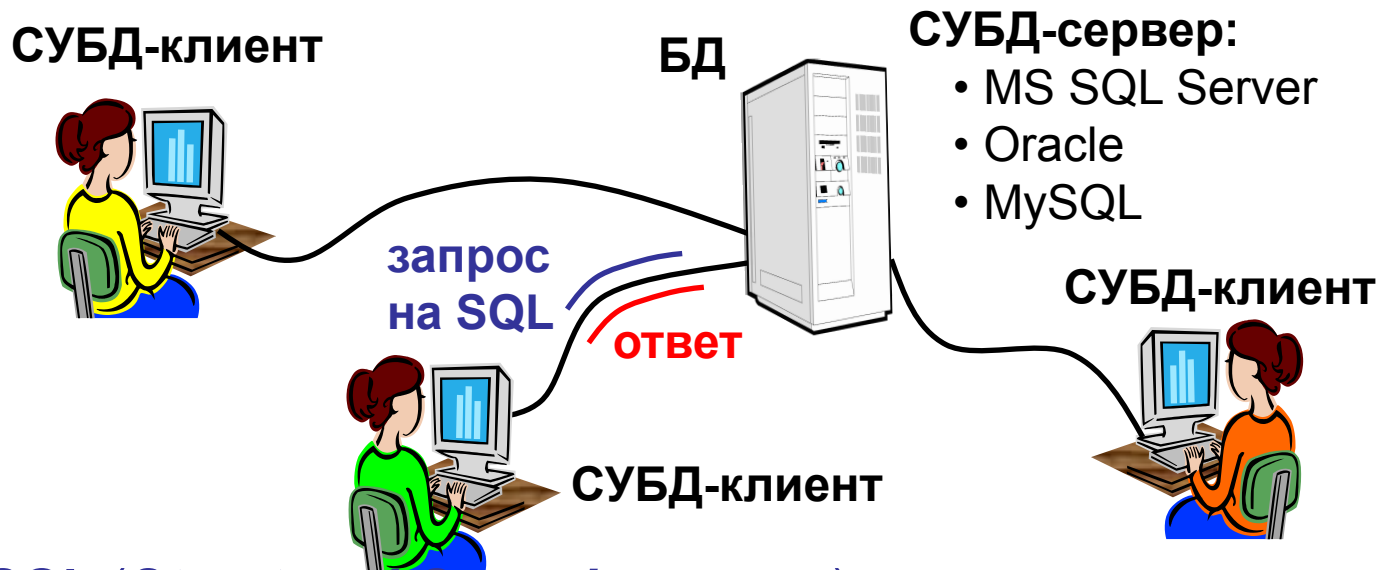 СУБД-клиент
БД
СУБД-сервер:
• MS SQL Server
• Oracle
• MySQL
запрос
на SQL
ответ
СУБД-клиент
СУБД-клиент